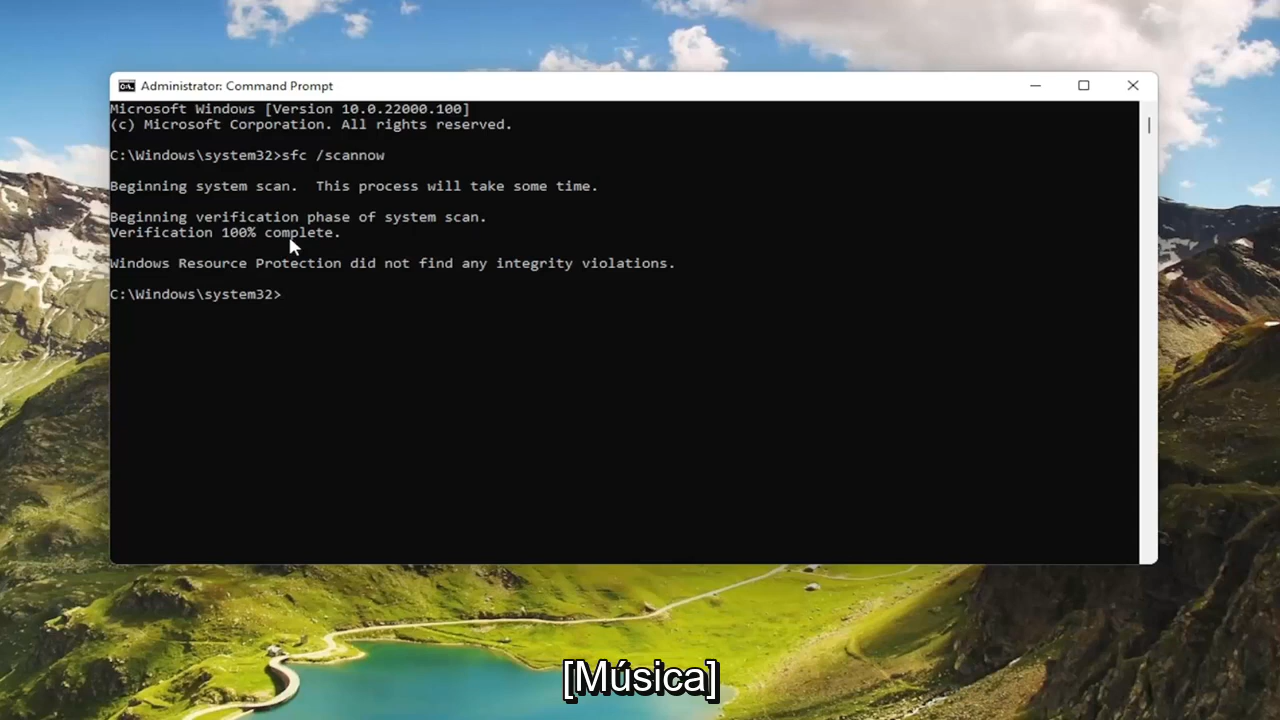 Administrator: Command Prompt
Microsoft Windows [Version 10.0.22000.100]
(c) Microsoft Corporation. All rights reserved.
C:\Windows\system32>sfc /scannow
Beginning system scan.  This process will take some time.
Beginning verification phase of system scan.
Verification 100% complete.
Windows Resource Protection did not find any integrity violations.
C:\Windows\system32>
[Música]